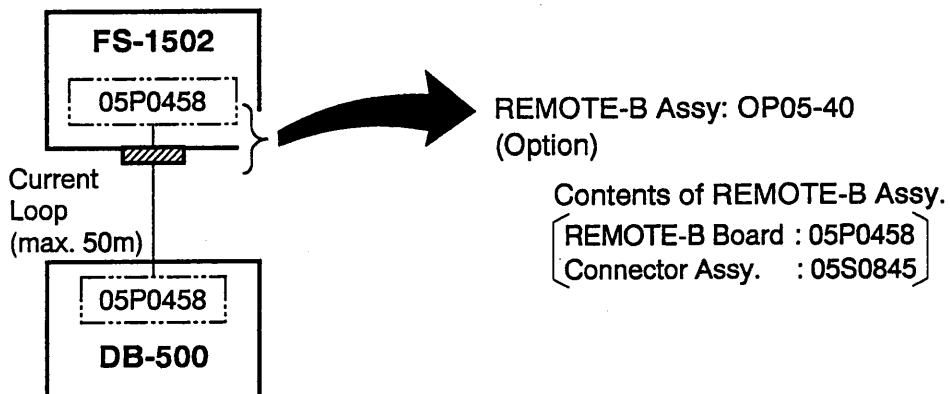 FS-1502
05P0458
Current
Loop
(max. 50m)
05P0458
DB-500
REMOTE-B Assy: OP05-40
(Option)
Contents of REMOTE-B Assy.
REMOTE-B Board : 05P0458
Connector Assy. : 05S0845